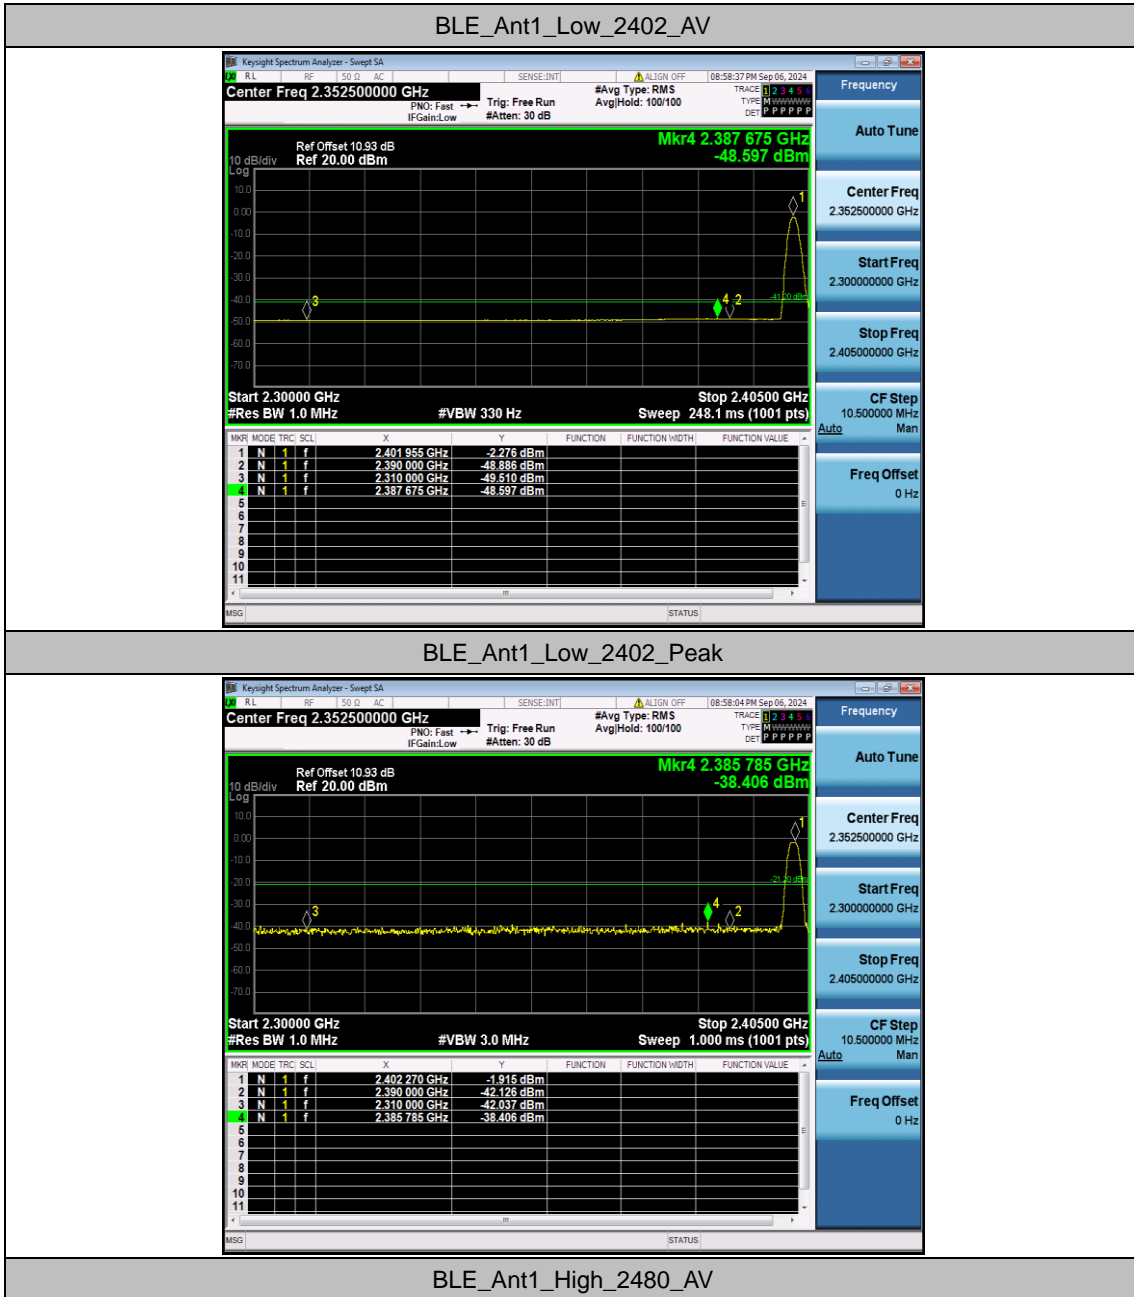 BLE_Ant1_Low_2402_AV
Keysight Spectrum Analyzer - Swept SA
RL RF 50 Ω AC SENSE:INT ALIGN OFF 08:58:37 PM Sep 06, 2024
Center Freq 2.352500000 GHz
PNO: Fast
IFGain:Low
Trig: Free Run
#Atten: 30 dB
#Avg Type: RMS
Avg|Hold: 100/100
TRACE 1 2 3 4 5 6
TYPE M WWWWW
DET P P P P P P
Frequency
Mkr4 2.387 675 GHz
-48.597 dBm
Ref Offset 10.93 dB
10 dB/div Ref 20.00 dBm
Log
10.0
0.00
-10.0
-20.0
-30.0
-40.0
-50.0
-60.0
-70.0
1
3
4 2
-41.20 dBm
Start 2.30000 GHz Stop 2.40500 GHz
#Res BW 1.0 MHz #VBW 330 Hz Sweep 248.1 ms (1001 pts)
MKR MODE TRC SCL X Y FUNCTION FUNCTION WIDTH FUNCTION VALUE
1 N 1 f 2.401 955 GHz -2.276 dBm
2 N 1 f 2.390 000 GHz -48.886 dBm
3 N 1 f 2.310 000 GHz -49.510 dBm
4 N 1 f 2.387 675 GHz -48.597 dBm
5
6
7
8
9
10
11
MSG STATUS
Auto Tune
Center Freq
2.352500000 GHz
Start Freq
2.300000000 GHz
Stop Freq
2.405000000 GHz
CF Step
10.500000 MHz
Auto Man
Freq Offset
0 Hz
BLE_Ant1_Low_2402_Peak
Keysight Spectrum Analyzer - Swept SA
RL RF 50 Ω AC SENSE:INT ALIGN OFF 08:58:04 PM Sep 06, 2024
Center Freq 2.352500000 GHz
PNO: Fast
IFGain:Low
Trig: Free Run
#Atten: 30 dB
#Avg Type: RMS
Avg|Hold: 100/100
TRACE 1 2 3 4 5 6
TYPE M WWWWW
DET P P P P P P
Frequency
Mkr4 2.385 785 GHz
-38.406 dBm
Ref Offset 10.93 dB
10 dB/div Ref 20.00 dBm
Log
10.0
0.00
-10.0
-20.0
-30.0
-40.0
-50.0
-60.0
-70.0
1
-21.20 dBm
3
4
2
Start 2.30000 GHz Stop 2.40500 GHz
#Res BW 1.0 MHz #VBW 3.0 MHz Sweep 1.000 ms (1001 pts)
MKR MODE TRC SCL X Y FUNCTION FUNCTION WIDTH FUNCTION VALUE
1 N 1 f 2.402 270 GHz -1.915 dBm
2 N 1 f 2.390 000 GHz -42.126 dBm
3 N 1 f 2.310 000 GHz -42.037 dBm
4 N 1 f 2.385 785 GHz -38.406 dBm
5
6
7
8
9
10
11
MSG STATUS
Auto Tune
Center Freq
2.352500000 GHz
Start Freq
2.300000000 GHz
Stop Freq
2.405000000 GHz
CF Step
10.500000 MHz
Auto Man
Freq Offset
0 Hz
BLE_Ant1_High_2480_AV